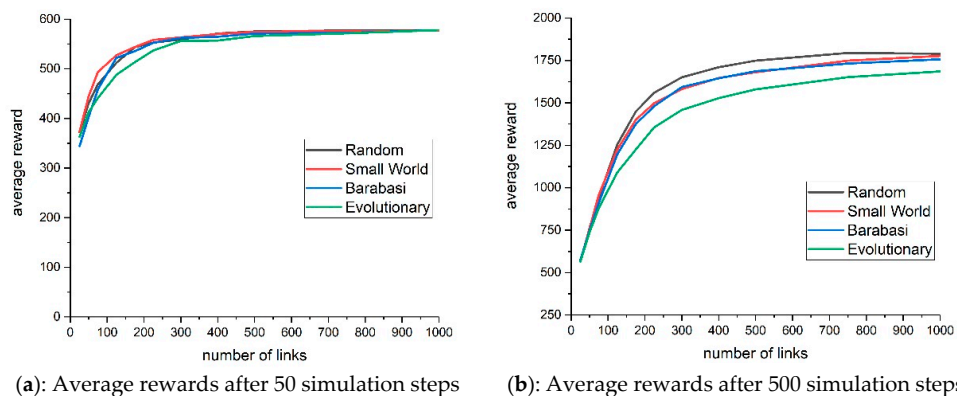 600
500
400
300
200
100
0
average reward
0 100 200 300 400 500 600 700 800 900 1000
number of links
Random
Small World
Barabasi
Evolutionary
(a): Average rewards after 50 simulation steps
2000
1750
1500
1250
1000
750
500
250
average reward
0 100 200 300 400 500 600 700 800 900 1000
number of links
Random
Small World
Barabasi
Evolutionary
(b): Average rewards after 500 simulation steps